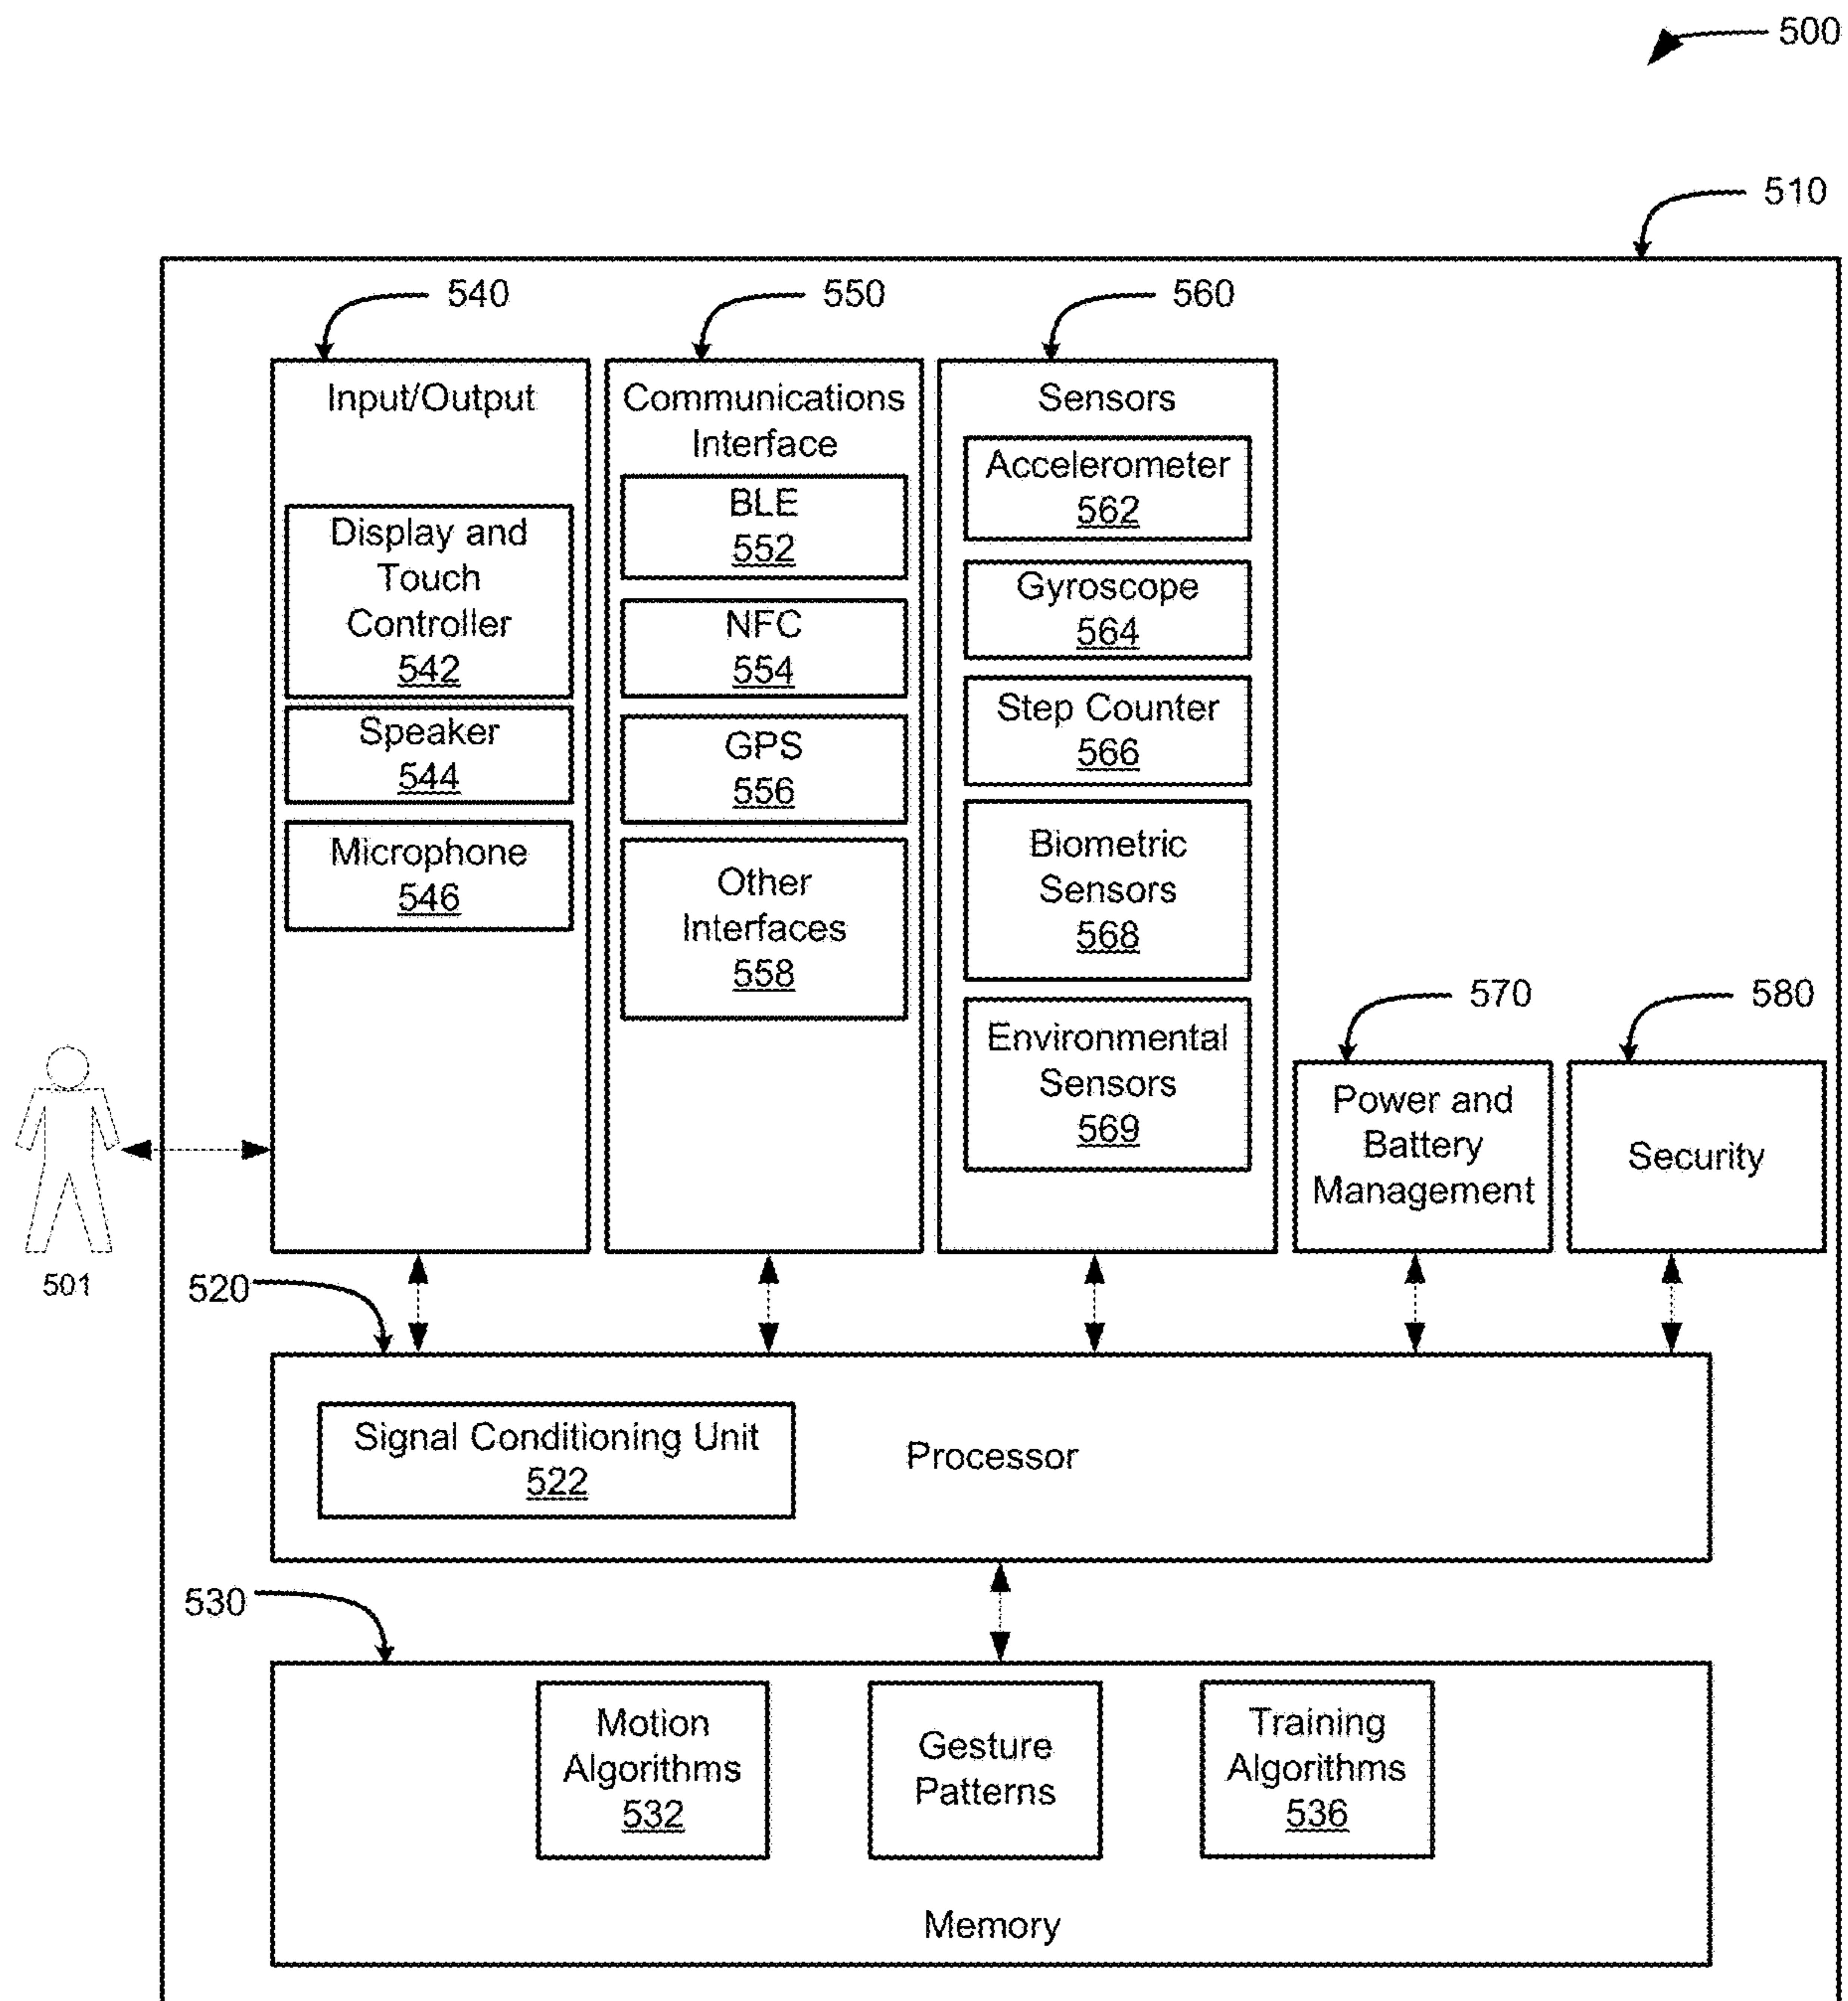 500
510
540
550
560
Input/Output
Display and
Touch
Controller
542
Speaker
544
Microphone
546
Communications
Interface
BLE
552
NFC
554
GPS
556
Other
Interfaces
558
Sensors
Accelerometer
562
Gyroscope
564
Step Counter
566
Biometric
Sensors
568
Environmental
Sensors
569
570
Power and
Battery
Management
580
Security
501
520
Signal Conditioning Unit
522
Processor
530
Motion
Algorithms
532
Gesture
Patterns
Training
Algorithms
536
Memory